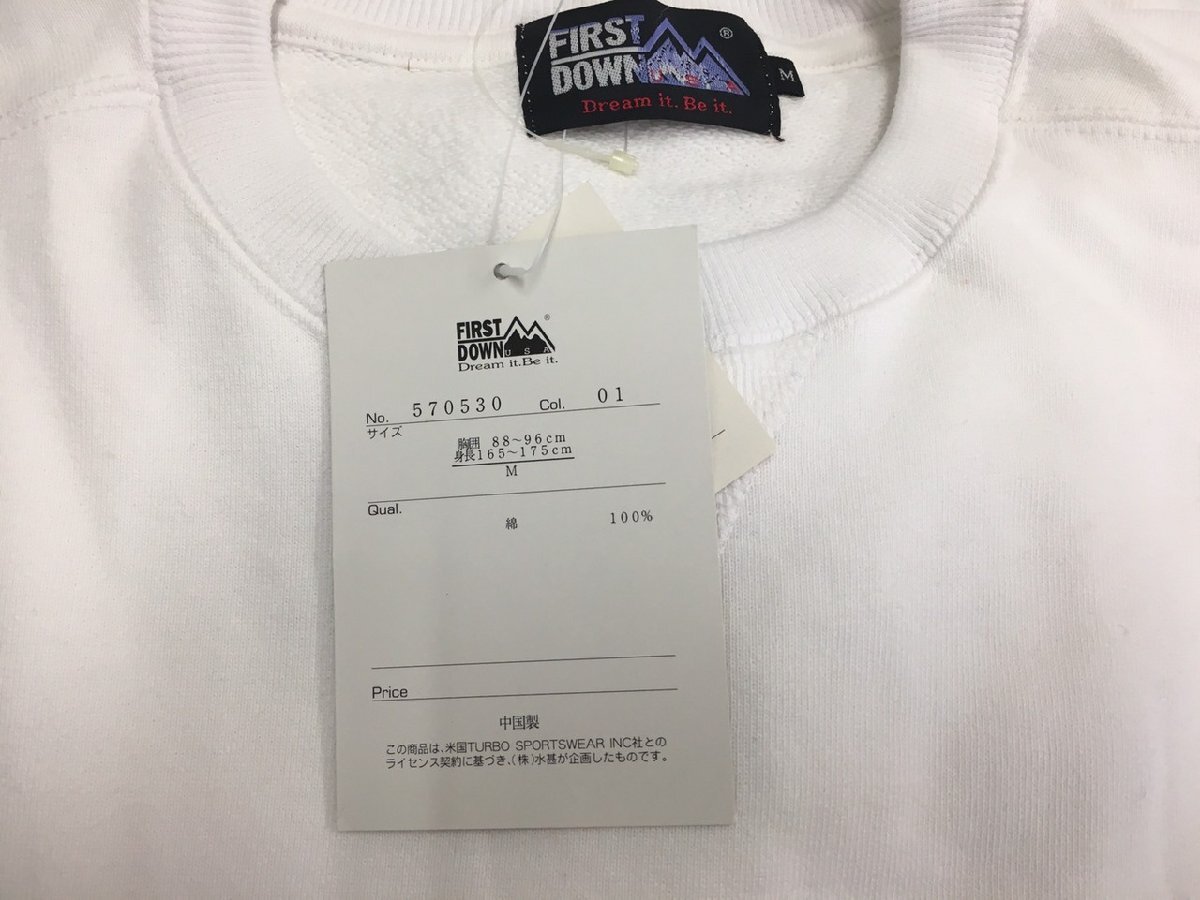 FIRST
DOWN USA ®
Dream it. Be it.
M
FIRST
DOWN USA ®
Dream it. Be it.
No. 570530 Col. 01
サイズ
胸囲 88~96cm
身長165~175cm
M
Qual.
綿 100%
Price
中国製
この商品は、米国TURBO SPORTSWEAR INC社との
ライセンス契約に基づき、(株)水甚が企画したものです。